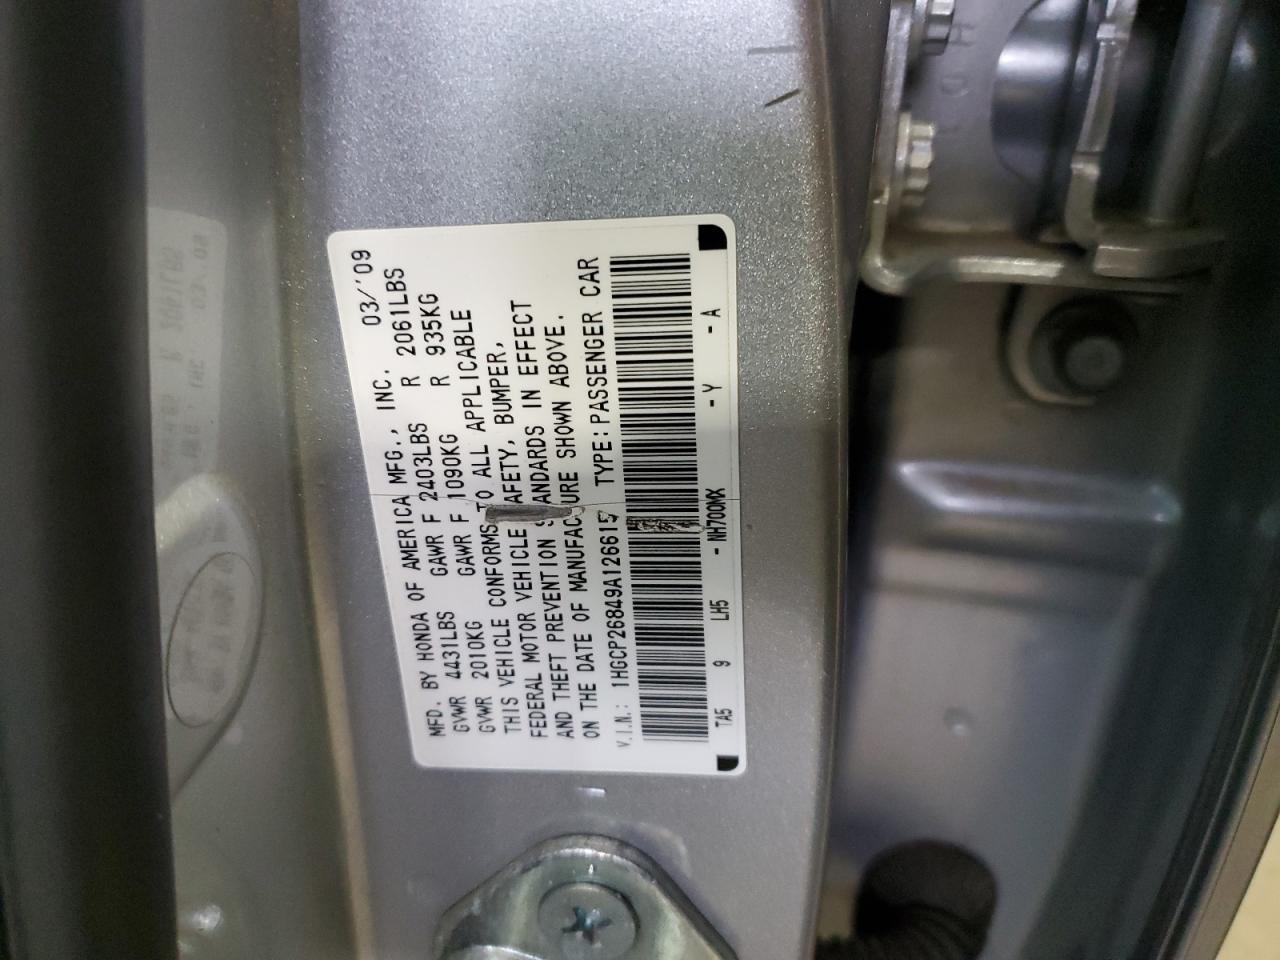 MFD. BY HONDA OF AMERICA MFG., INC. 03/'09
GVWR 4431LBS GAWR F 2403LBS R 2061LBS
GVWR 2010KG GAWR F 1090KG R 935KG
THIS VEHICLE CONFORMS TO ALL APPLICABLE
FEDERAL MOTOR VEHICLE SAFETY, BUMPER,
AND THEFT PREVENTION STANDARDS IN EFFECT
ON THE DATE OF MANUFACTURE SHOWN ABOVE.
V.I.N.: 1HGCP26849A126615 TYPE: PASSENGER CAR
TA5 9 LH5 - NH700MX - Y - A